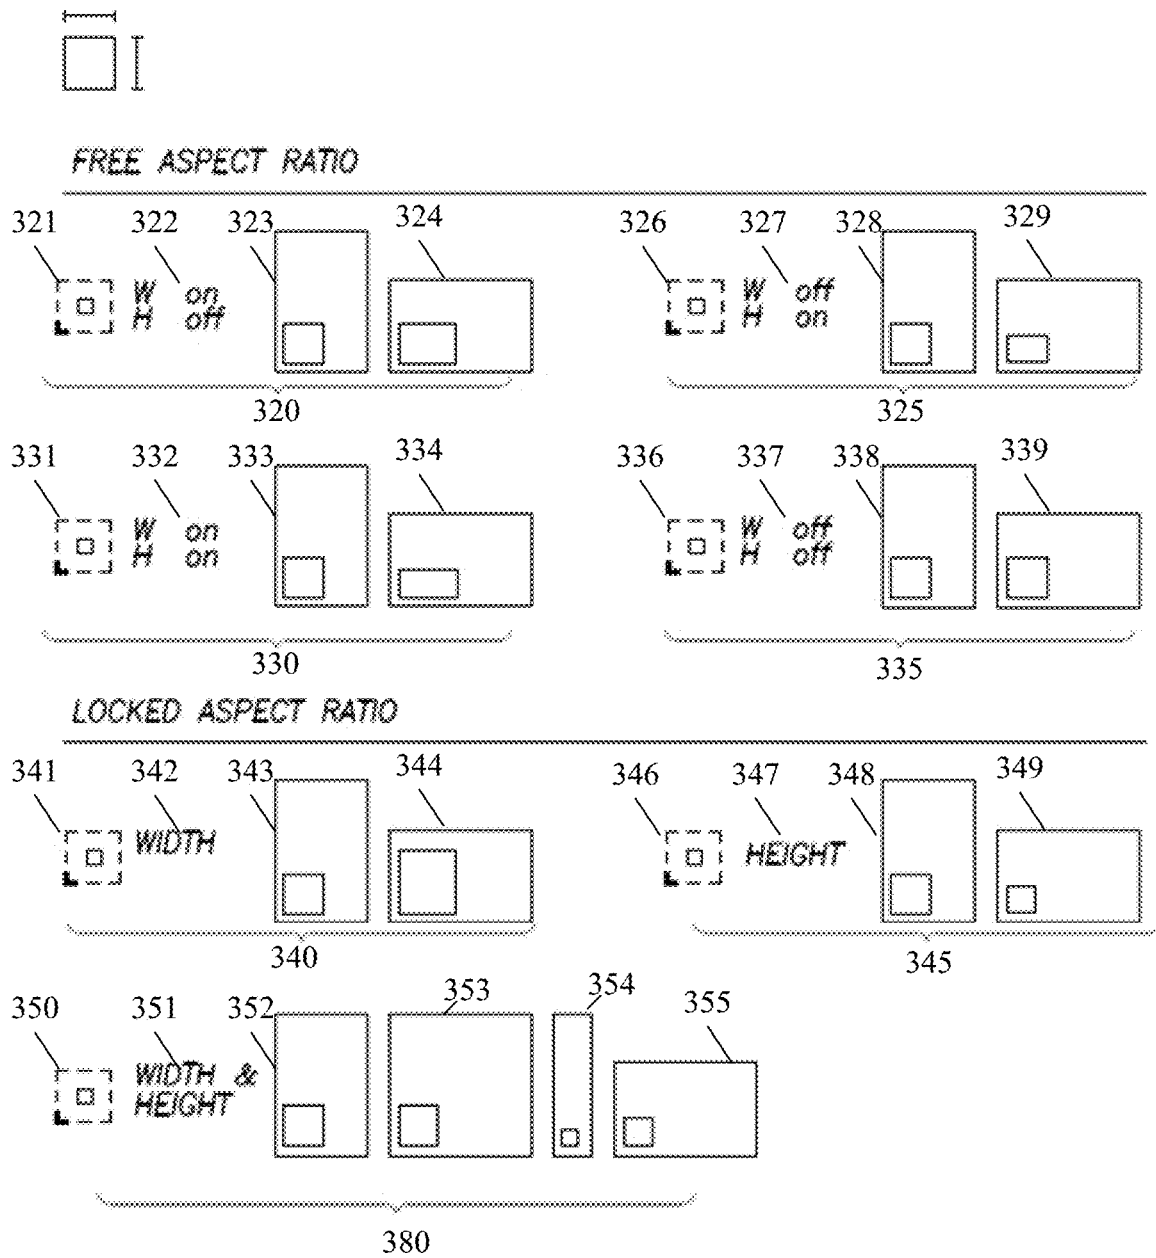 FREE ASPECT RATIO
321 322 323 324 326 327 328 329
W on W off
H off H on
320 325
331 332 333 334 336 337 338 339
W on W off
H on H off
330 335
LOCKED ASPECT RATIO
341 342 343 344 346 347 348 349
WIDTH HEIGHT
340 345
350 351 352 353 354 355
WIDTH &
HEIGHT
380